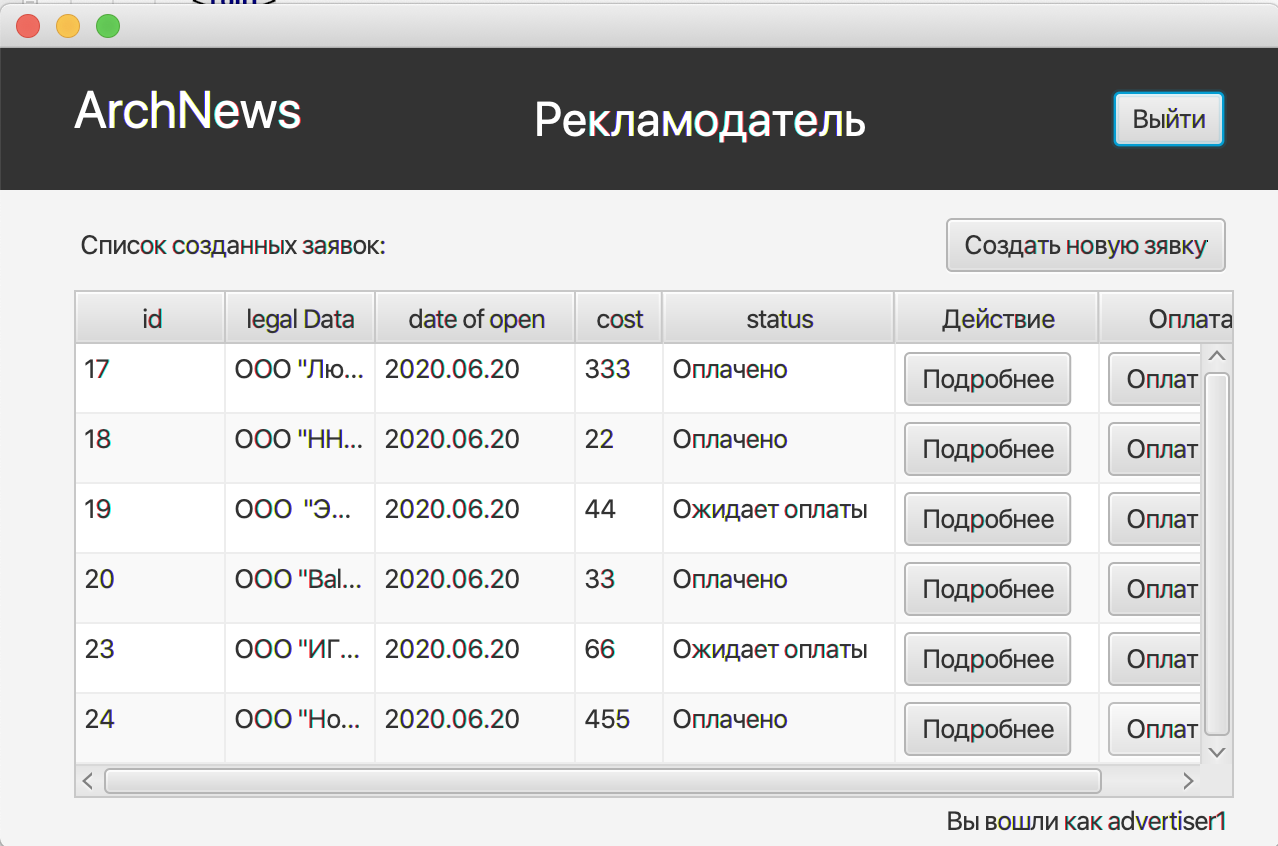 ArchNews
Рекламодатель
Выйти
Список созданных заявок:
Создать новую зявку
id legal Data date of open cost status Действие Оплата
17 ООО "Лю... 2020.06.20 333 Оплачено Подробнее Оплат
18 ООО "НН... 2020.06.20 22 Оплачено Подробнее Оплат
19 ООО "Э... 2020.06.20 44 Ожидает оплаты Подробнее Оплат
20 ООО "Bal... 2020.06.20 33 Оплачено Подробнее Оплат
23 ООО "ИГ... 2020.06.20 66 Ожидает оплаты Подробнее Оплат
24 ООО "Но... 2020.06.20 455 Оплачено Подробнее Оплат
Вы вошли как advertiser1